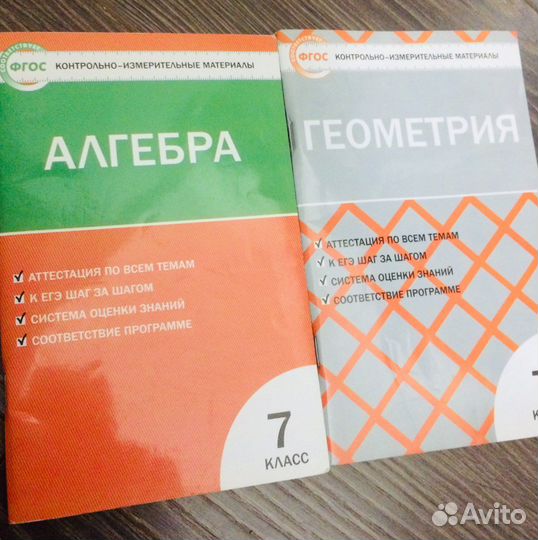 СООТВЕТСТВУЕТ
ФГОС
КОНТРОЛЬНО-ИЗМЕРИТЕЛЬНЫЕ МАТЕРИАЛЫ
АЛГЕБРА
✓ АТТЕСТАЦИЯ ПО ВСЕМ ТЕМАМ
✓ К ЕГЭ ШАГ ЗА ШАГОМ
✓ СИСТЕМА ОЦЕНКИ ЗНАНИЙ
✓ СООТВЕТСТВИЕ ПРОГРАММЕ
7
КЛАСС
СООТВЕТСТВУЕТ
ФГОС
КОНТРОЛЬНО-ИЗМЕРИТЕЛЬНЫЕ МАТЕРИАЛЫ
ГЕОМЕТРИЯ
✓ АТТЕСТАЦИЯ ПО ВСЕМ ТЕМАМ
✓ К ЕГЭ ШАГ ЗА ШАГОМ
✓ СИСТЕМА ОЦЕНКИ ЗНАНИЙ
✓ СООТВЕТСТВИЕ ПРОГРАММЕ
Avito